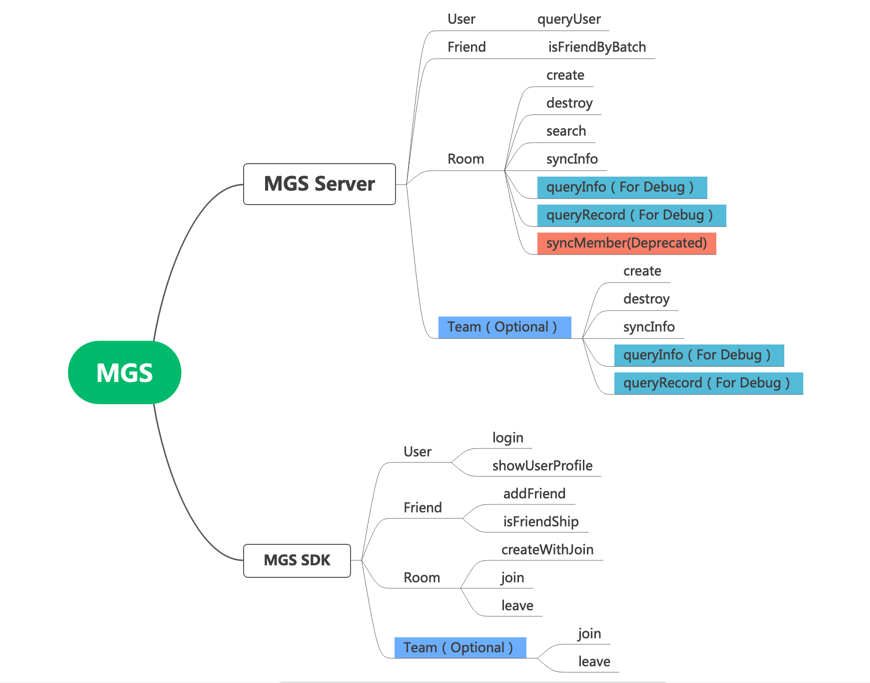 MGS
MGS Server
User
queryUser
Friend
isFriendByBatch
Room
create
destroy
search
syncInfo
queryInfo ( For Debug )
queryRecord ( For Debug )
syncMember(Deprecated)
Team ( Optional )
create
destroy
syncInfo
queryInfo ( For Debug )
queryRecord ( For Debug )
MGS SDK
User
login
showUserProfile
Friend
addFriend
isFriendShip
Room
createWithJoin
join
leave
Team ( Optional )
join
leave